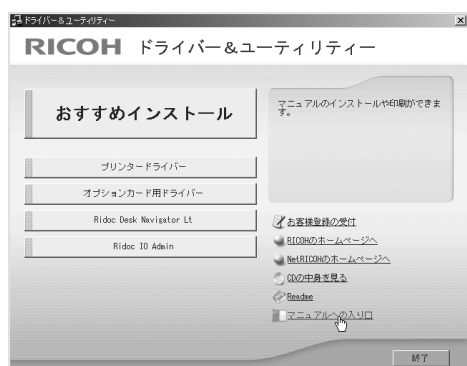 ドライバー&ユーティリティー
RICOH ドライバー&ユーティリティー
おすすめインストール
プリンタードライバー
オプションカード用ドライバー
Ridoc Desk Navigator Lt
Ridoc IO Admin
マニュアルのインストールや印刷ができま
す。
お客様登録の受付
RICOHのホームページへ
NetRICOHのホームページへ
CDの中身を見る
Readme
マニュアルへの入り口
終了